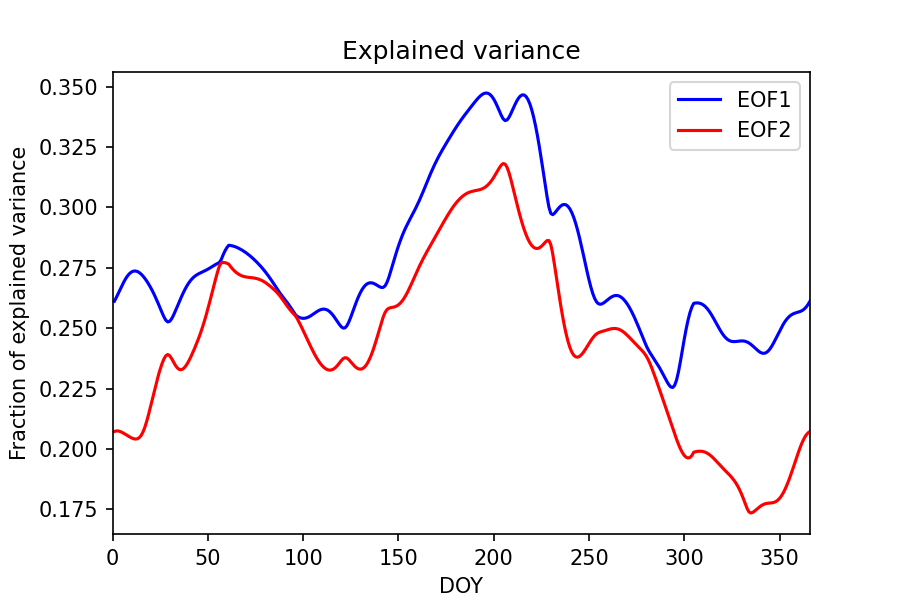 Explained variance
0.350
0.325
0.300
0.275
0.250
0.225
0.200
0.175
Fraction of explained variance
EOF1
EOF2
0 50 100 150 200 250 300 350
DOY